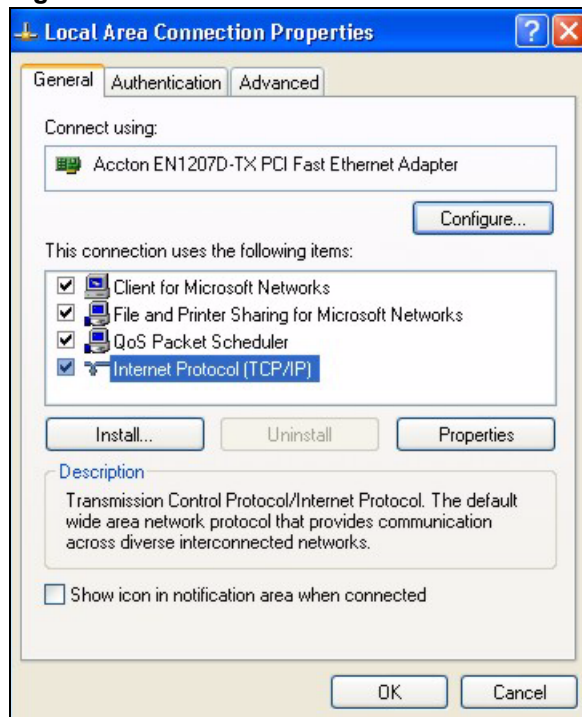 Local Area Connection Properties
General Authentication Advanced
Connect using:
Accton EN1207D-TX PCI Fast Ethernet Adapter
Configure...
This connection uses the following items:
Client for Microsoft Networks
File and Printer Sharing for Microsoft Networks
QoS Packet Scheduler
Internet Protocol (TCP/IP)
Install... Uninstall Properties
Description
Transmission Control Protocol/Internet Protocol. The default
wide area network protocol that provides communication
across diverse interconnected networks.
Show icon in notification area when connected
OK Cancel